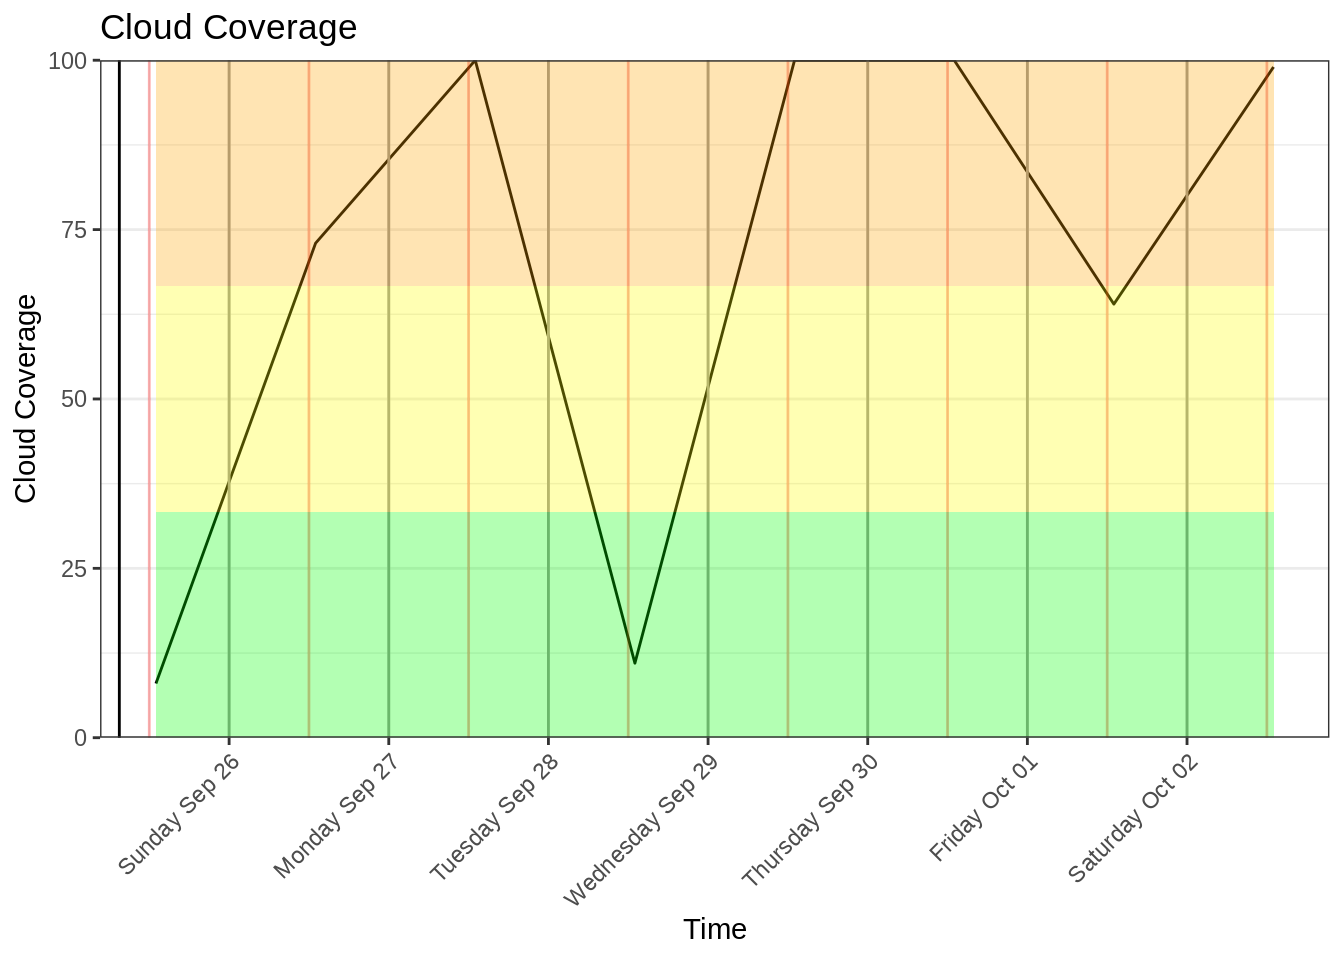 Cloud Coverage
100
75
50
25
0
Cloud Coverage
Sunday Sep 26
Monday Sep 27
Tuesday Sep 28
Wednesday Sep 29
Thursday Sep 30
Friday Oct 01
Saturday Oct 02
Time